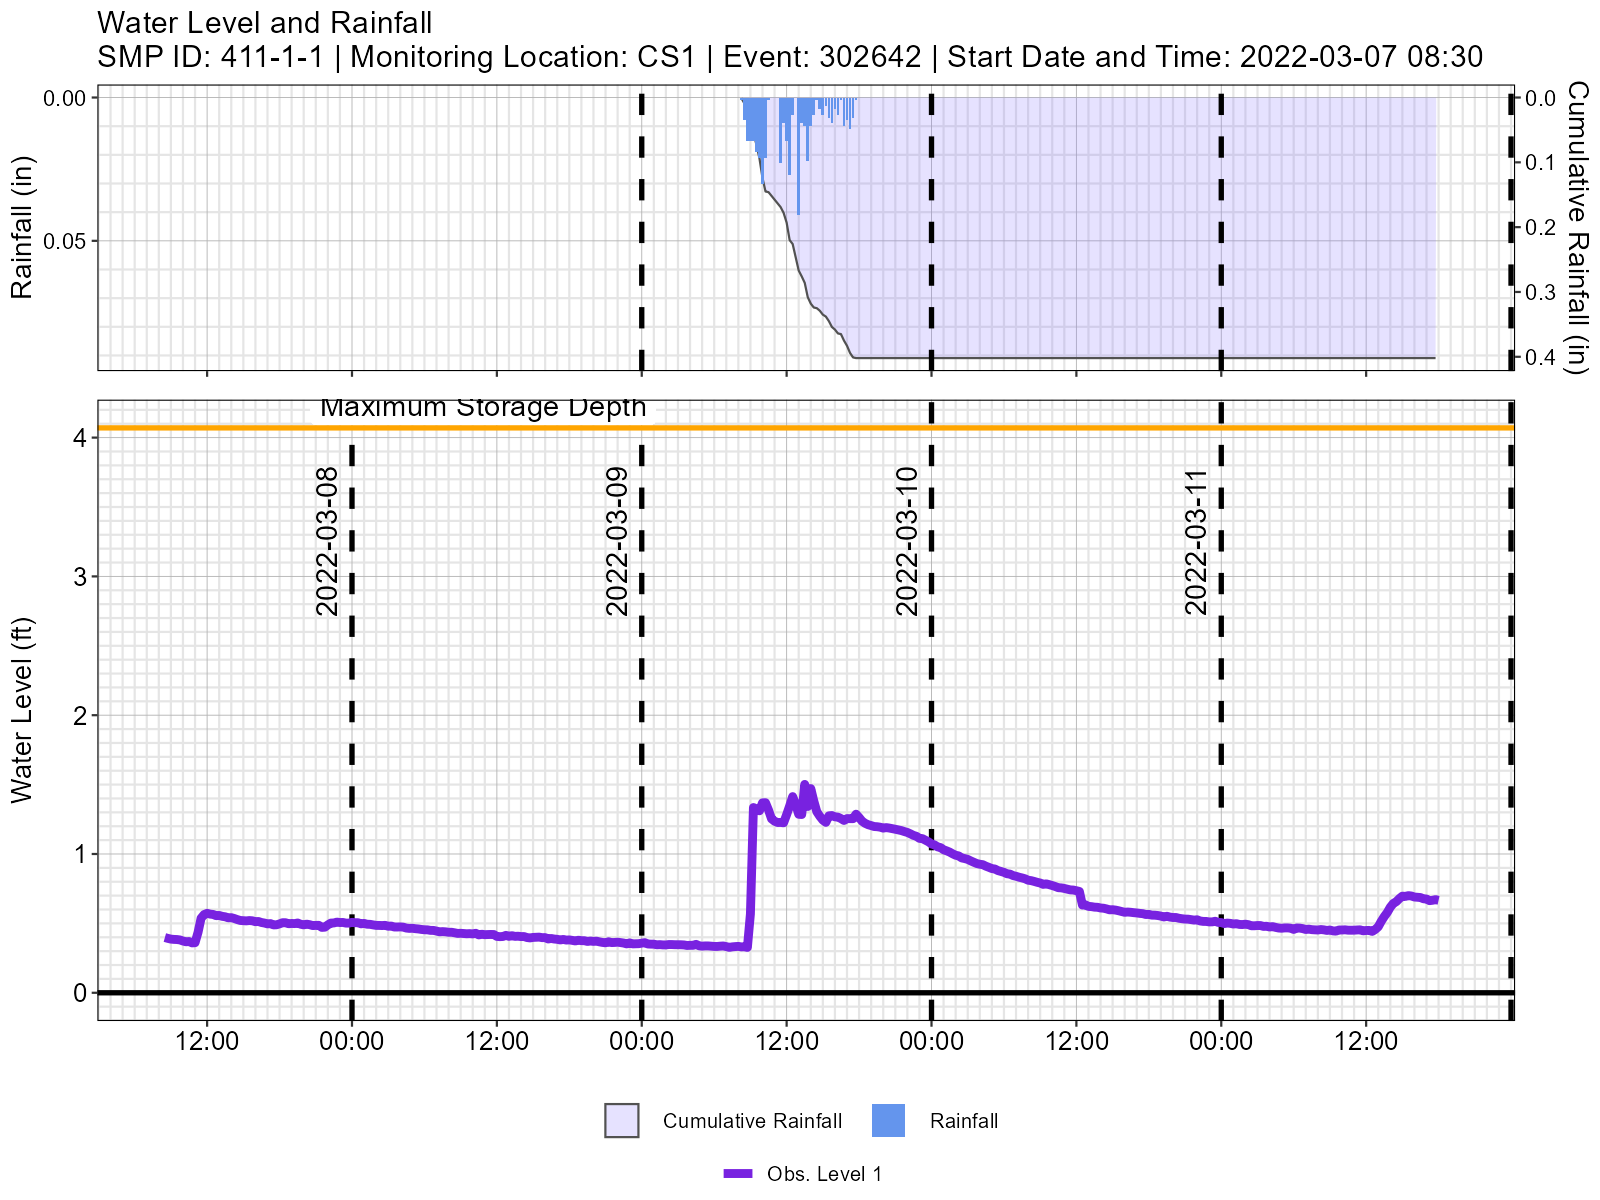 Water Level and Rainfall
SMP ID: 411-1-1 | Monitoring Location: CS1 | Event: 302642 | Start Date and Time: 2022-03-07 08:30
Rainfall (in)
0.00
0.05
0.0
0.1
0.2
0.3
0.4
Cumulative Rainfall (in)
Maximum Storage Depth
Water Level (ft)
4
3
2
1
0
2022-03-08
2022-03-09
2022-03-10
2022-03-11
12:00 00:00 12:00 00:00 12:00 00:00 12:00 00:00 12:00
Cumulative Rainfall Rainfall
Obs. Level 1